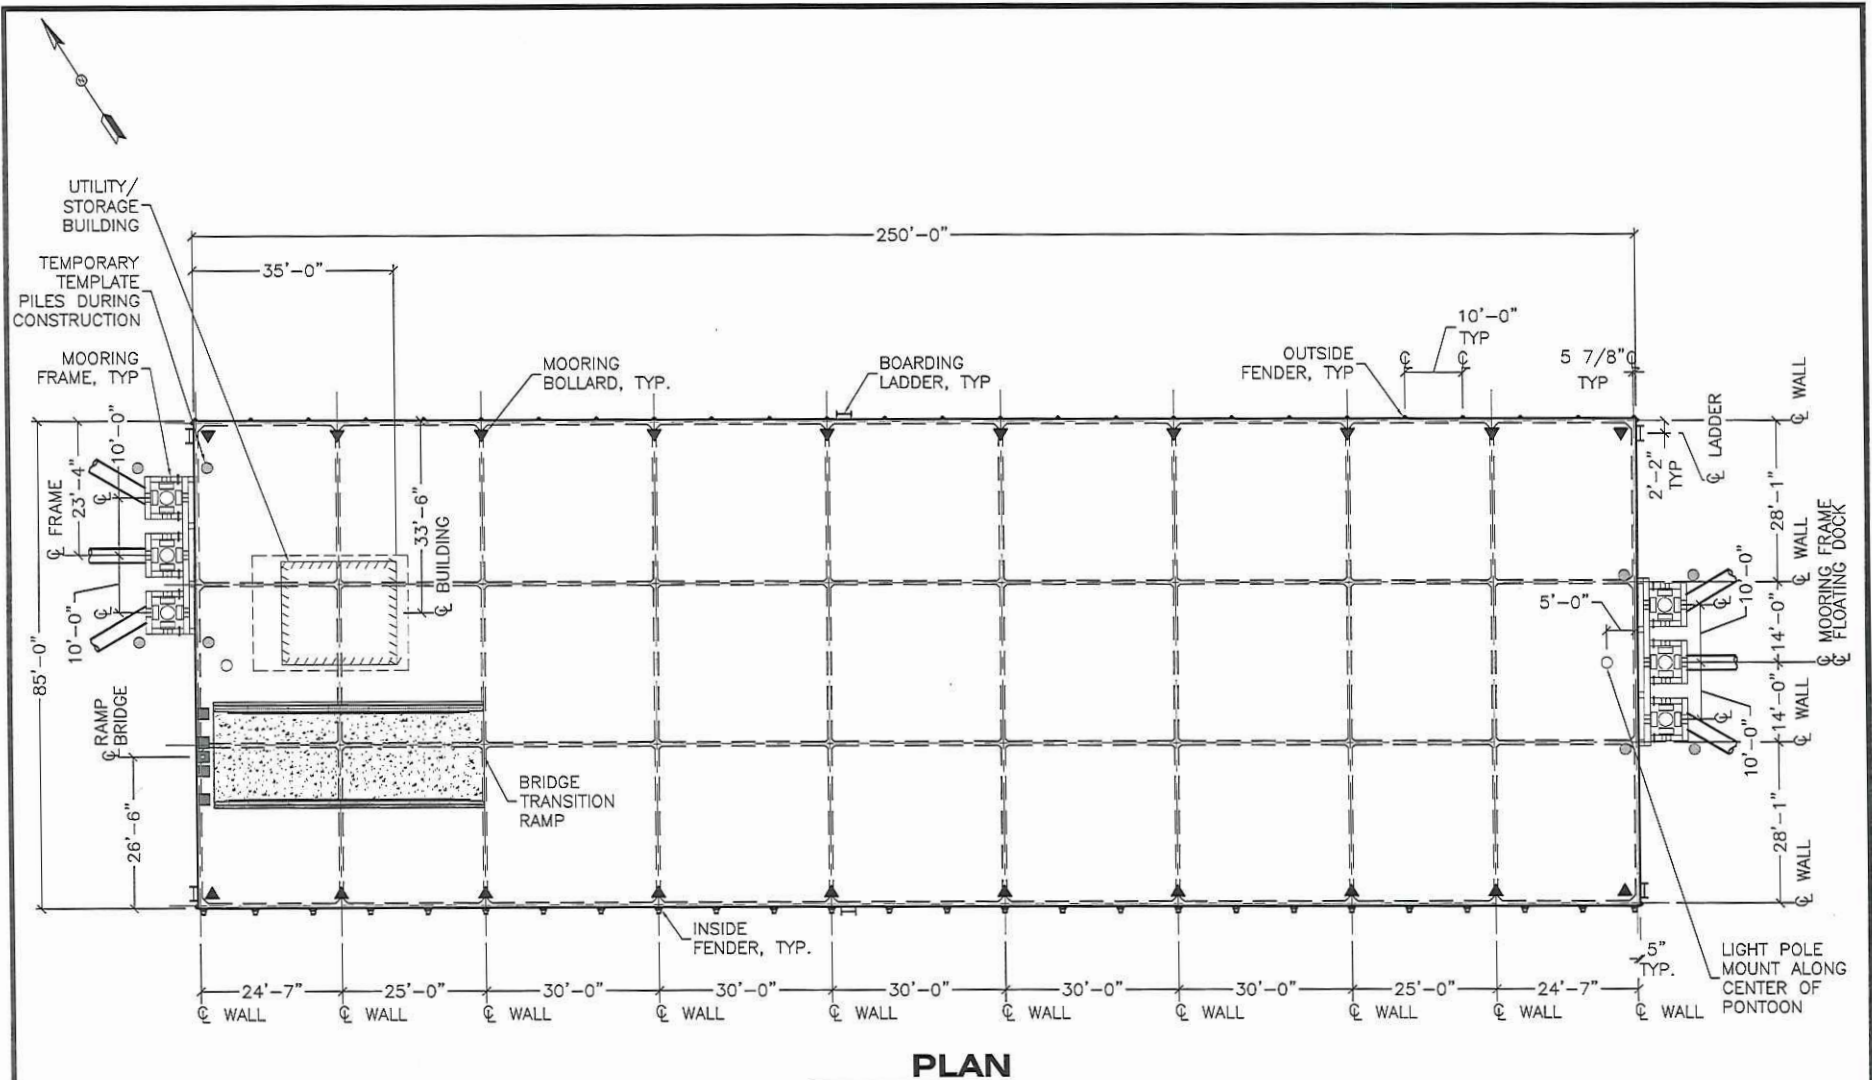 UTILITY/
STORAGE
BUILDING
TEMPORARY
TEMPLATE
PILES DURING
CONSTRUCTION
MOORING
FRAME, TYP
250'-0"
35'-0"
MOORING
BOLLARD, TYP.
BOARDING
LADDER, TYP
OUTSIDE
FENDER, TYP
10'-0"
TYP
5 7/8"
TYP
℄ WALL
℄ LADDER
2'-2"
TYP
10'-0"
23'-4"
℄ FRAME
10'-0"
85'-0"
33'-6"
℄ BUILDING
28'-1"
℄ WALL
10'-0"
5'-0"
14'-0"
℄ MOORING FRAME
℄ FLOATING DOCK
14'-0"
℄ WALL
10'-0"
28'-1"
℄ WALL
℄ RAMP
BRIDGE
26'-6"
BRIDGE
TRANSITION
RAMP
INSIDE
FENDER, TYP.
5"
TYP.
LIGHT POLE
MOUNT ALONG
CENTER OF
PONTOON
24'-7" 25'-0" 30'-0" 30'-0" 30'-0" 30'-0" 30'-0" 25'-0" 24'-7"
℄ WALL ℄ WALL ℄ WALL ℄ WALL ℄ WALL ℄ WALL ℄ WALL ℄ WALL ℄ WALL ℄ WALL
PLAN